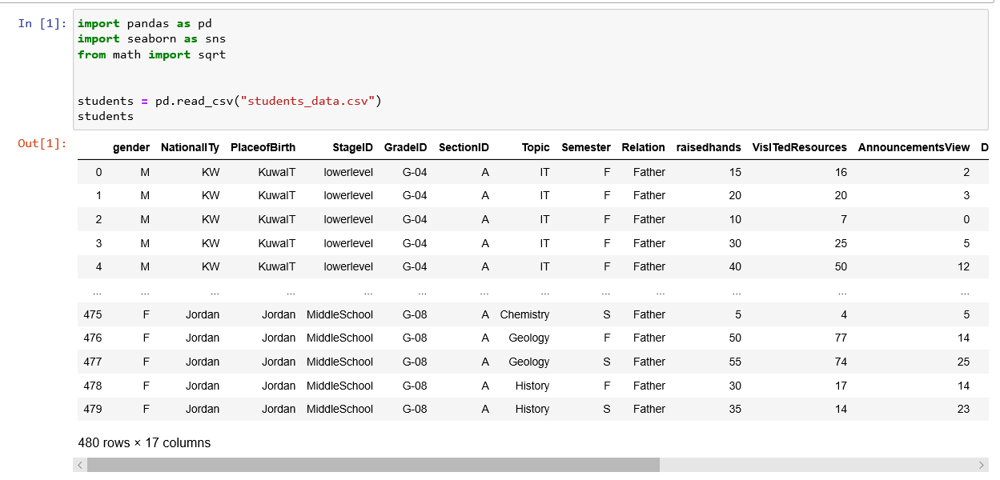 In [1]: import pandas as pd
import seaborn as sns
from math import sqrt
students = pd.read_csv("students_data.csv")
students
Out[1]:
gender NationalITy PlaceofBirth StageID GradeID SectionID Topic Semester Relation raisedhands VisITedResources AnnouncementsView D
0 M KW KuwaIT lowerlevel G-04 A IT F Father 15 16 2
1 M KW KuwaIT lowerlevel G-04 A IT F Father 20 20 3
2 M KW KuwaIT lowerlevel G-04 A IT F Father 10 7 0
3 M KW KuwaIT lowerlevel G-04 A IT F Father 30 25 5
4 M KW KuwaIT lowerlevel G-04 A IT F Father 40 50 12
... ... ... ... ... ... ... ... ... ... ... ... ...
475 F Jordan Jordan MiddleSchool G-08 A Chemistry S Father 5 4 5
476 F Jordan Jordan MiddleSchool G-08 A Geology F Father 50 77 14
477 F Jordan Jordan MiddleSchool G-08 A Geology S Father 55 74 25
478 F Jordan Jordan MiddleSchool G-08 A History F Father 30 17 14
479 F Jordan Jordan MiddleSchool G-08 A History S Father 35 14 23
480 rows × 17 columns